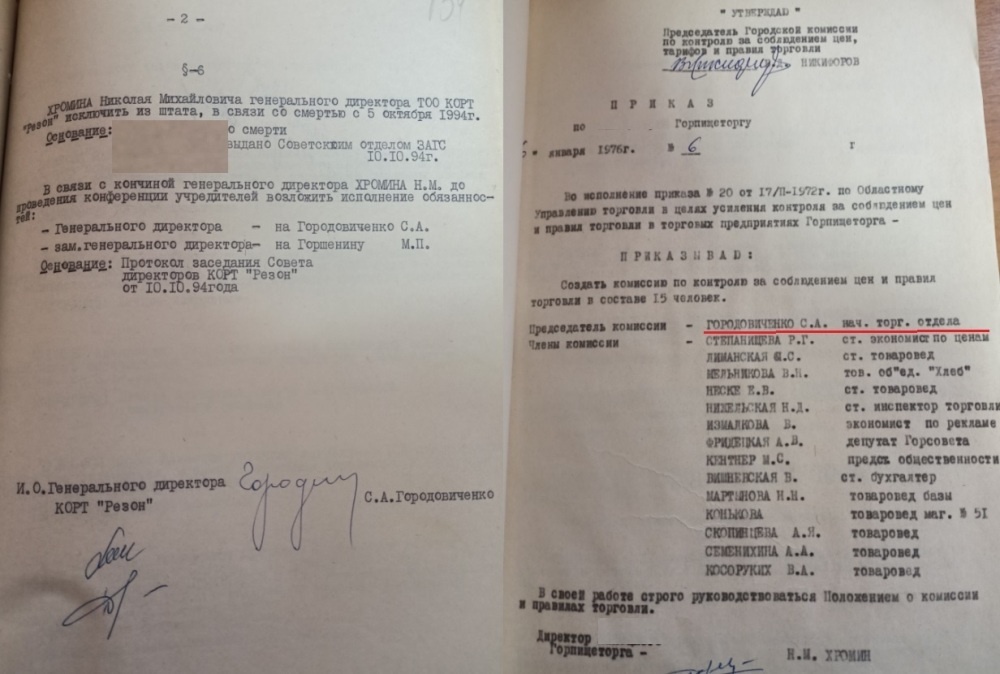 - 2 -
§-6
ХРОМИНА Николая Михайловича генерального директора ТОО КОРТ
"Резон" исключить из штата, в связи со смертью с 5 октября 1994г.
Основание: о смерти
выдано Советским отделом ЗАГС
10.10.94г.
В связи с кончиной генерального директора ХРОМИНА Н.М. до
проведения конференции учредителей возложить исполнение обязаннос-
тей:
- Генерального директора - на Городовиченко С.А.
- зам.генерального директора- на Горшенину М.П.
Основание: Протокол заседания Совета
директоров КОРТ "Резон"
от 10.10.94года
И.О.Генерального директора
КОРТ "Резон" С.А.Городовиченко
" УТВЕРЖДАЮ "
Председатель Городской комиссии
по контролю за соблюдением цен,
тарифов и правил торговли
НИКИФОРОВ
П Р И К А З
по Горпищеторгу
" января 1976г. № 6 г
Во исполнение приказа № 20 от 17/II-1972г. по Областному
Управлению торговли в целях усиления контроля за соблюдением цен
и правил торговли в торговых предприятиях Горпищеторга -
П Р И К А З Ы В А Ю :
Создать комиссию по контролю за соблюдением цен и правил
торговли в составе 15 человек.
Председатель комиссии - ГОРОДОВИЧЕНКО С.А. нач. торг. отдела
Члены комиссии - СТЕПАНИЩЕВА Р.Г. ст. экономист по ценам
ЛИМАНСКАЯ М.С. ст. товаровед
МЕЛЬНИКОВА В.Н. тов. об"ед. "Хлеб"
НЕСКЕ Е.В. ст. товаровед
НИКЕЛЬСКАЯ Н.Д. ст. инспектор торговли
ИЗМАЛКОВА В. экономист по рекламе
ФРИДЕЦКАЯ А.В. депутат Горсовета
КЕНТНЕР М.С. предс. общественности
ВИШНЕВСКАЯ В. ст. бухгалтер
МАРТЫНОВА Н.Н. товаровед базы
КОНЬКОВА товаровед маг. № 51
СКОПИНЦЕВА А.Я. товаровед
СЕМЕНИХИНА А.А. товаровед
КОСОРУКИХ В.А. товаровед
В своей работе строго руководствоваться Положением о комиссии
и правилах торговли.
Директор
Горпищеторга - Н.М. ХРОМИН